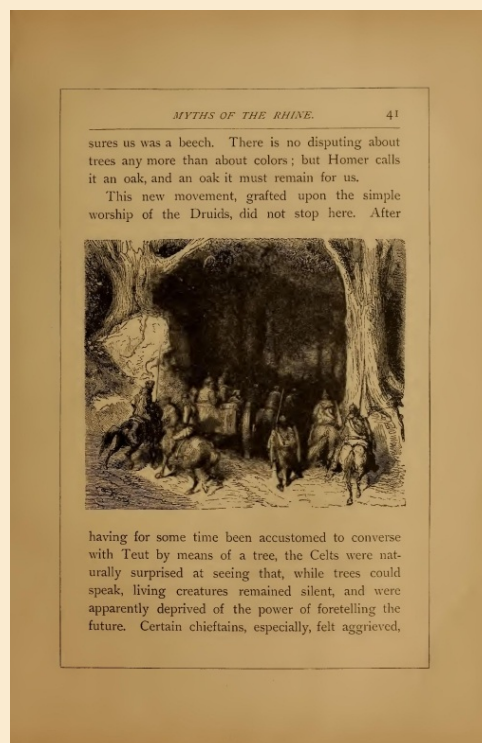 MYTHS OF THE RHINE. 41
sures us was a beech. There is no disputing about
trees any more than about colors; but Homer calls
it an oak, and an oak it must remain for us.
This new movement, grafted upon the simple
worship of the Druids, did not stop here. After
having for some time been accustomed to converse
with Teut by means of a tree, the Celts were nat-
urally surprised at seeing that, while trees could
speak, living creatures remained silent, and were
apparently deprived of the power of foretelling the
future. Certain chieftains, especially, felt aggrieved,